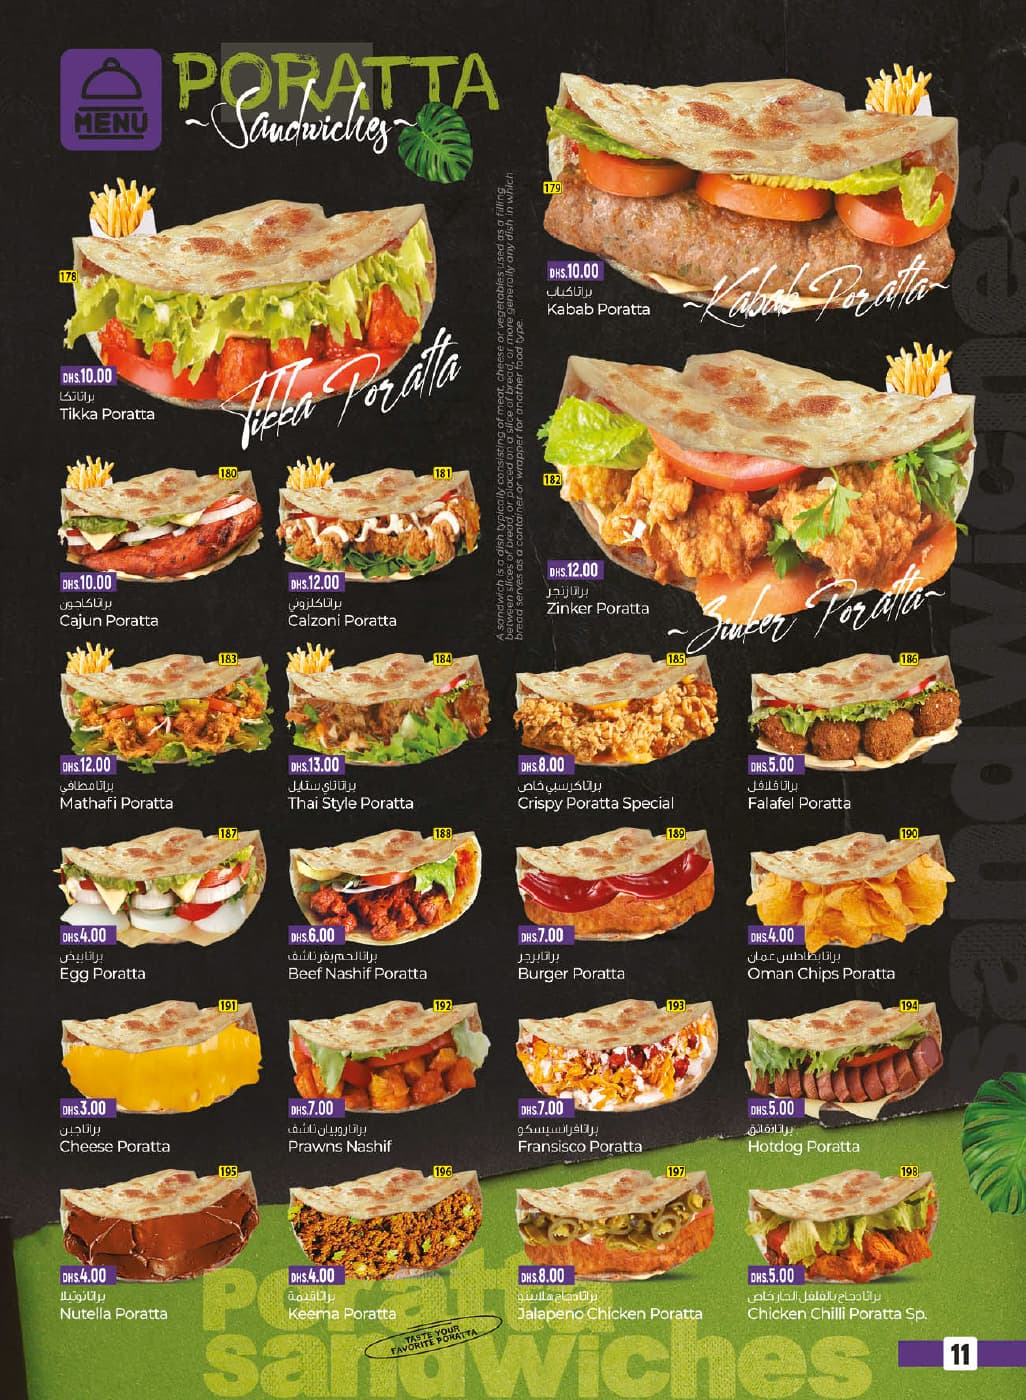 MENU
PORATTA
~Sandwiches~
178
DHS.10.00
براتا تكا
Tikka Poratta
Tikka Poratta
179
DHS.10.00
براتا كباب
Kabab Poratta
~Kabab Poratta~
A sandwich is a dish typically consisting of meat, cheese or vegetables used as a filling
between slices of bread, or placed on a slice of bread, or more generally any dish in which
bread serves as a container or wrapper for another food type.
180
DHS.10.00
براتا كاجون
Cajun Poratta
181
DHS.12.00
براتا كلزوني
Calzoni Poratta
182
DHS.12.00
براتا زنجر
Zinker Poratta
~Zinker Poratta~
183
DHS.12.00
براتا مطافي
Mathafi Poratta
184
DHS.13.00
براتا تاي ستايل
Thai Style Poratta
185
DHS.8.00
براتا كرسبي خاص
Crispy Poratta Special
186
DHS.5.00
براتا فلافل
Falafel Poratta
187
DHS.4.00
براتا بيض
Egg Poratta
188
DHS.6.00
براتا لحم بقر ناشف
Beef Nashif Poratta
189
DHS.7.00
براتا برجر
Burger Poratta
190
DHS.4.00
براتا بطاطس عمان
Oman Chips Poratta
191
DHS.3.00
براتا جبن
Cheese Poratta
192
DHS.7.00
براتا روبيان ناشف
Prawns Nashif
193
DHS.7.00
براتا فرانسيسكو
Fransisco Poratta
194
DHS.5.00
براتا نقانق
Hotdog Poratta
195
DHS.4.00
براتا نوتيلا
Nutella Poratta
196
DHS.4.00
براتا قيمة
Keema Poratta
197
DHS.8.00
براتا دجاج هلابينو
Jalapeno Chicken Poratta
198
DHS.5.00
براتا دجاج بالفلفل الحار خاص
Chicken Chilli Poratta Sp.
sandwiches
poratta
sandwiches
TASTE YOUR
FAVORITE PORATTA
11